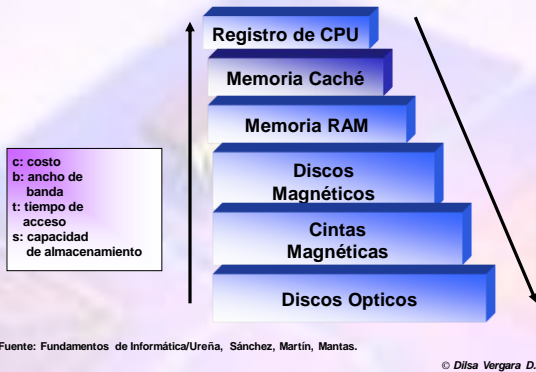 Registro de CPU
Memoria Caché
Memoria RAM
Discos
Magnéticos
Cintas
Magnéticas
Discos Opticos
c: costo
b: ancho de
banda
t: tiempo de
acceso
s: capacidad
de almacenamiento
Fuente: Fundamentos de Informática/Ureña, Sánchez, Martín, Mantas.
© Dilsa Vergara D.